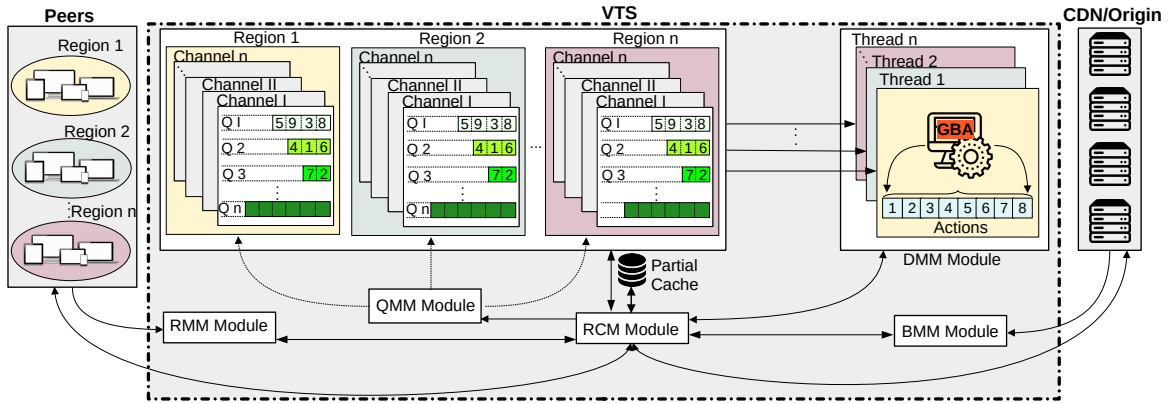 Peers
VTS
CDN/Origin
Region 1
Region 2
Region n
Region 1
Channel n
Channel II
Channel I
Q I 5 9 3 8
Q 2 4 1 6
Q 3 7 2
Q n
Region 2
Channel n
Channel II
Channel I
Q I 5 9 3 8
Q 2 4 1 6
Q 3 7 2
Q n
...
Region n
Channel n
Channel II
Channel I
Q I 5 9 3 8
Q 2 4 1 6
Q 3 7 2
Thread n
Thread 2
Thread 1
GBA
1 2 3 4 5 6 7 8
Actions
DMM Module
Partial
Cache
QMM Module
RMM Module
RCM Module
BMM Module